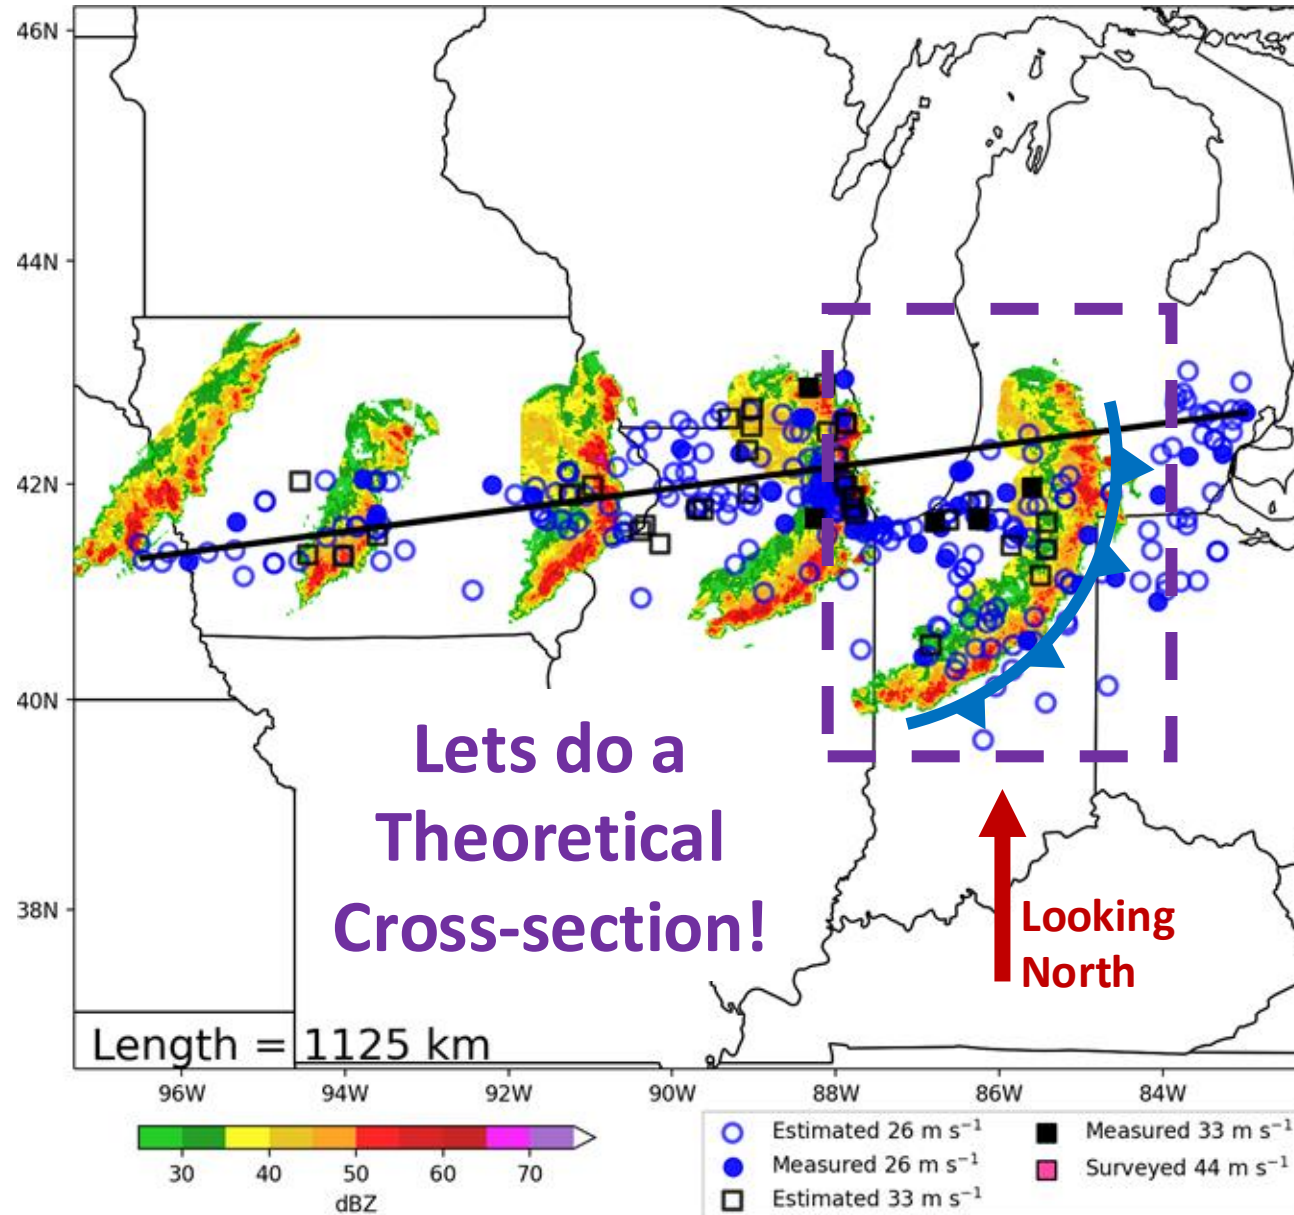 46N
44N
42N
40N
38N
Lets do a
Theoretical
Cross-section!
Looking
North
Length = 1125 km
96W 94W 92W 90W 88W 86W 84W
30 40 50 60 70
dBZ
Estimated 26 m s⁻¹
Measured 26 m s⁻¹
Estimated 33 m s⁻¹
Measured 33 m s⁻¹
Surveyed 44 m s⁻¹